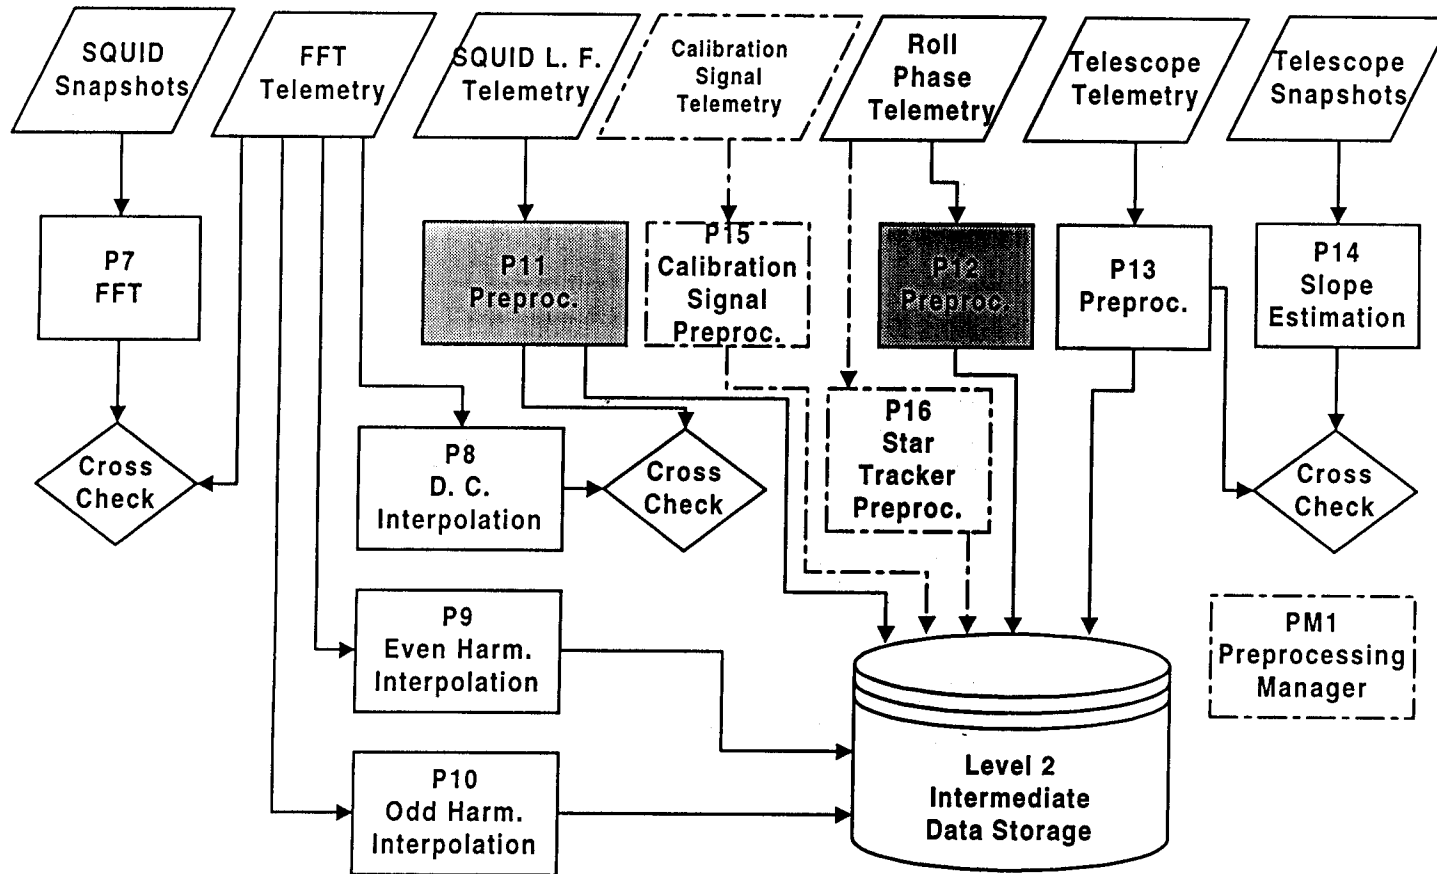 SQUID
Snapshots
FFT
Telemetry
SQUID L. F.
Telemetry
Calibration
Signal
Telemetry
Roll
Phase
Telemetry
Telescope
Telemetry
Telescope
Snapshots
P7
FFT
P11
Preproc.
P15
Calibration
Signal
Preproc.
P12
Preproc.
P13
Preproc.
P14
Slope
Estimation
Cross
Check
P8
D. C.
Interpolation
Cross
Check
P16
Star
Tracker
Preproc.
Cross
Check
P9
Even Harm.
Interpolation
PM1
Preprocessing
Manager
P10
Odd Harm.
Interpolation
Level 2
Intermediate
Data Storage